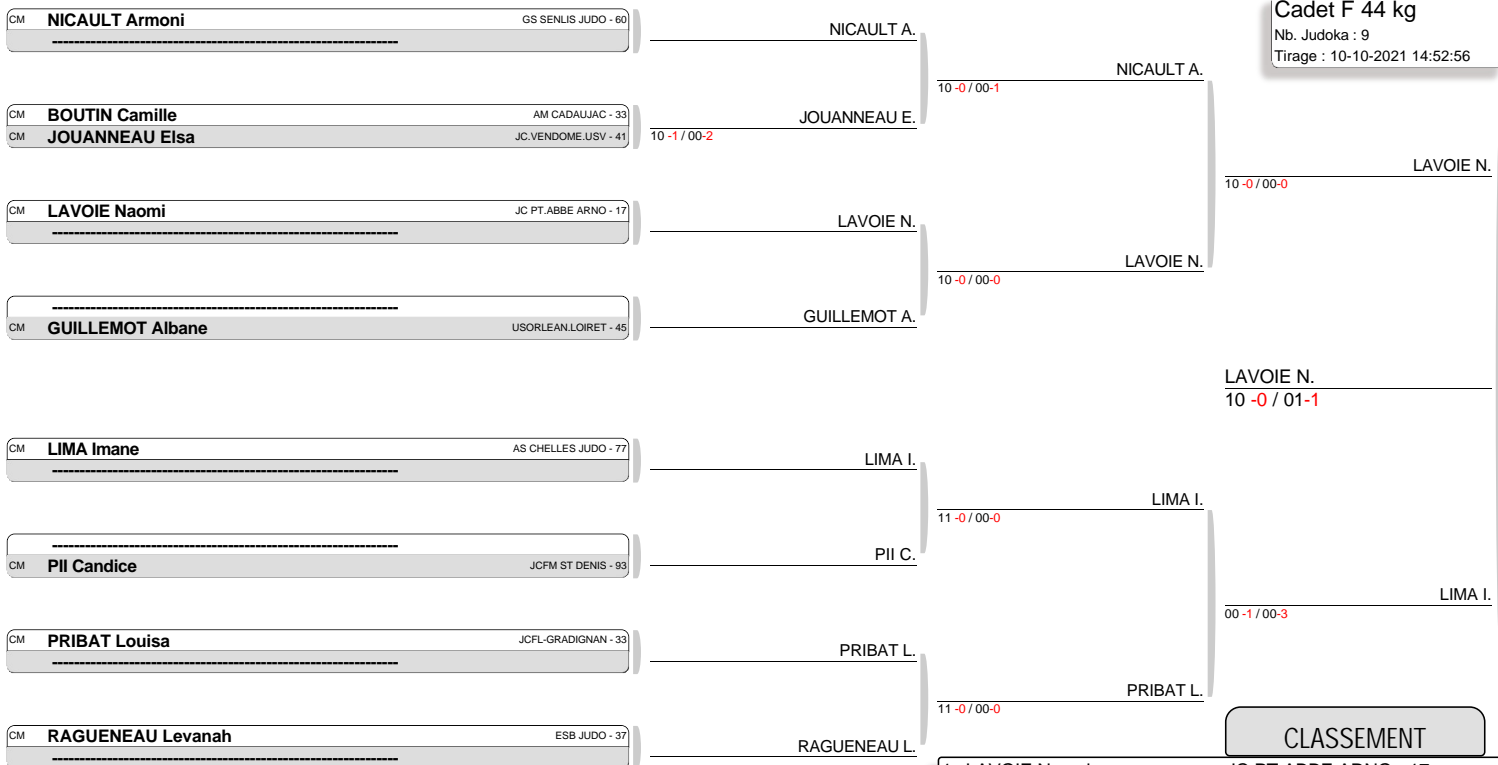 Cadet F 44 kg
Nb. Judoka : 9
Tirage : 10-10-2021 14:52:56
CM NICAULT Armoni GS SENLIS JUDO - 60
------------------------------------------------------------------
NICAULT A.
CM BOUTIN Camille AM CADAUJAC - 33
CM JOUANNEAU Elsa JC.VENDOME.USV - 41
JOUANNEAU E.
10 -1 / 00-2
NICAULT A.
10 -0 / 00-1
CM LAVOIE Naomi JC PT.ABBE ARNO - 17
------------------------------------------------------------------
LAVOIE N.
------------------------------------------------------------------
CM GUILLEMOT Albane USORLEAN.LOIRET - 45
GUILLEMOT A.
LAVOIE N.
10 -0 / 00-0
LAVOIE N.
10 -0 / 00-0
LAVOIE N.
10 -0 / 01-1
CM LIMA Imane AS CHELLES JUDO - 77
------------------------------------------------------------------
LIMA I.
------------------------------------------------------------------
CM PII Candice JCFM ST DENIS - 93
PII C.
LIMA I.
11 -0 / 00-0
CM PRIBAT Louisa JCFL-GRADIGNAN - 33
------------------------------------------------------------------
PRIBAT L.
CM RAGUENEAU Levanah ESB JUDO - 37
------------------------------------------------------------------
RAGUENEAU L.
PRIBAT L.
11 -0 / 00-0
LIMA I.
00 -1 / 00-3
CLASSEMENT